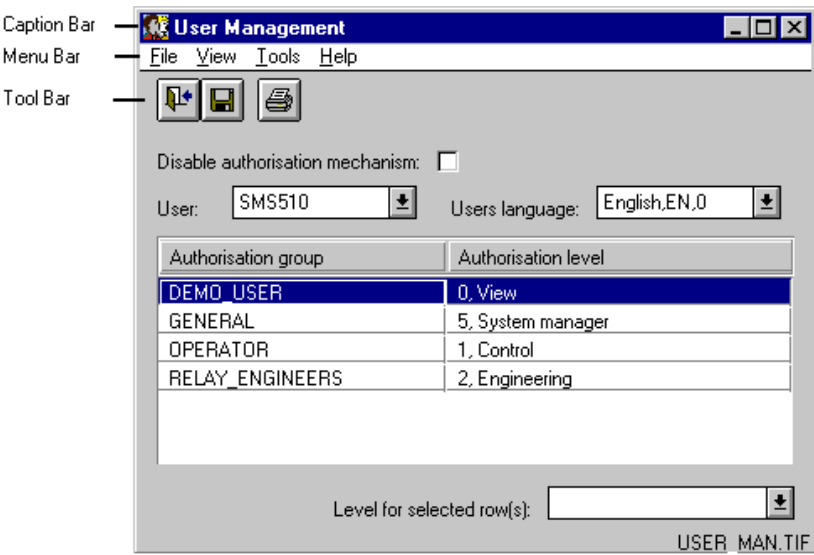 Caption Bar
User Management
Menu Bar
File View Tools Help
Tool Bar
Disable authorisation mechanism:
User: SMS510 Users language: English,EN,0
Authorisation group Authorisation level
DEMO_USER 0, View
GENERAL 5, System manager
OPERATOR 1, Control
RELAY_ENGINEERS 2, Engineering
Level for selected row(s):
USER_MAN.TIF